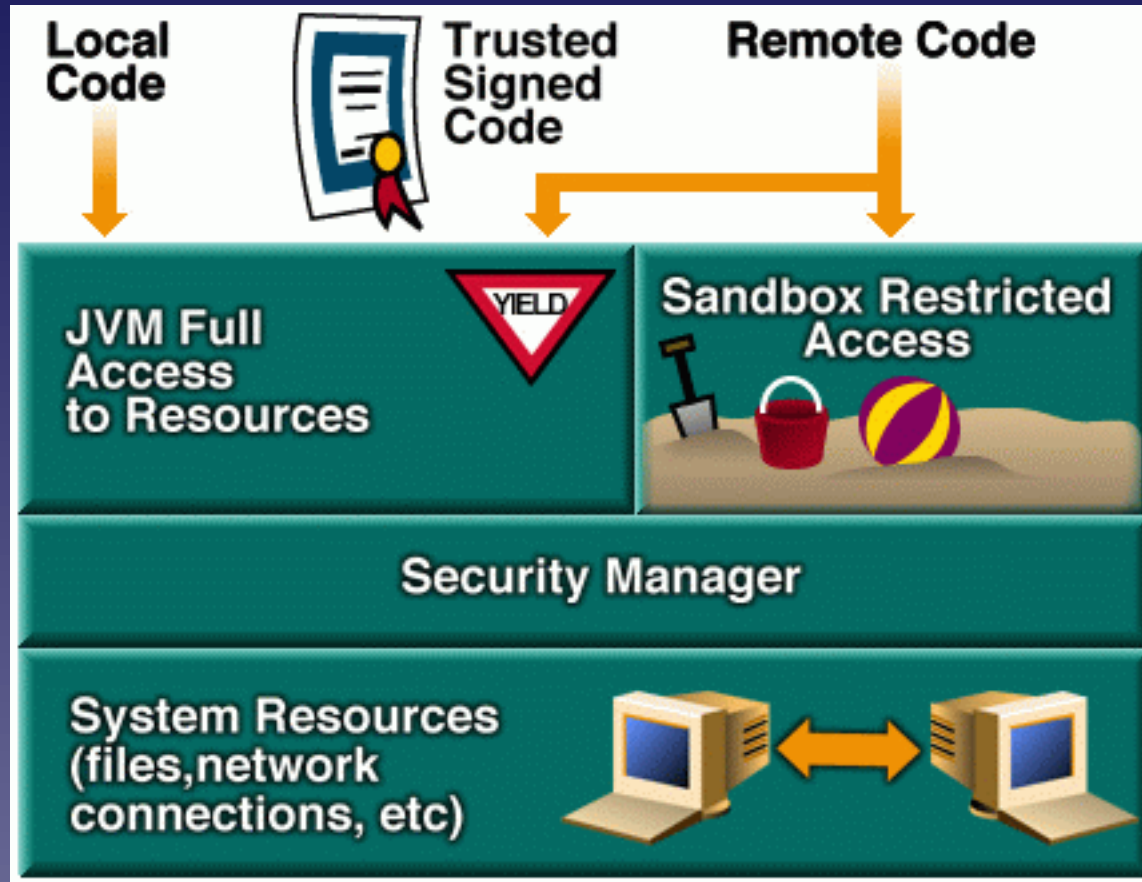 Local
Code
Trusted
Signed
Code
Remote Code
JVM Full
Access
to Resources
YIELD
Sandbox Restricted
Access
Security Manager
System Resources
(files,network
connections, etc)